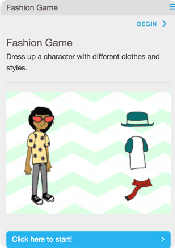 Fashion Game
BEGIN
Fashion Game
Dress up a character with different clothes and
styles.
Click here to start!